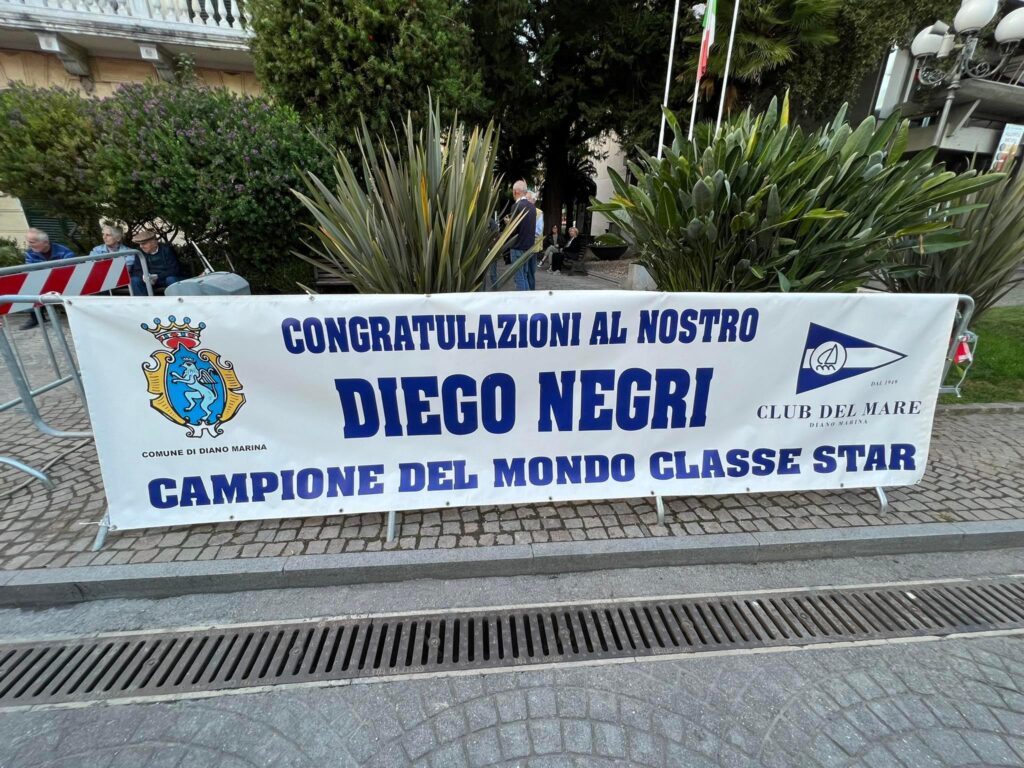 CONGRATULAZIONI AL NOSTRO
DIEGO NEGRI
CAMPIONE DEL MONDO CLASSE STAR
COMUNE DI DIANO MARINA
DAL 1949
CLUB DEL MARE
DIANO MARINA